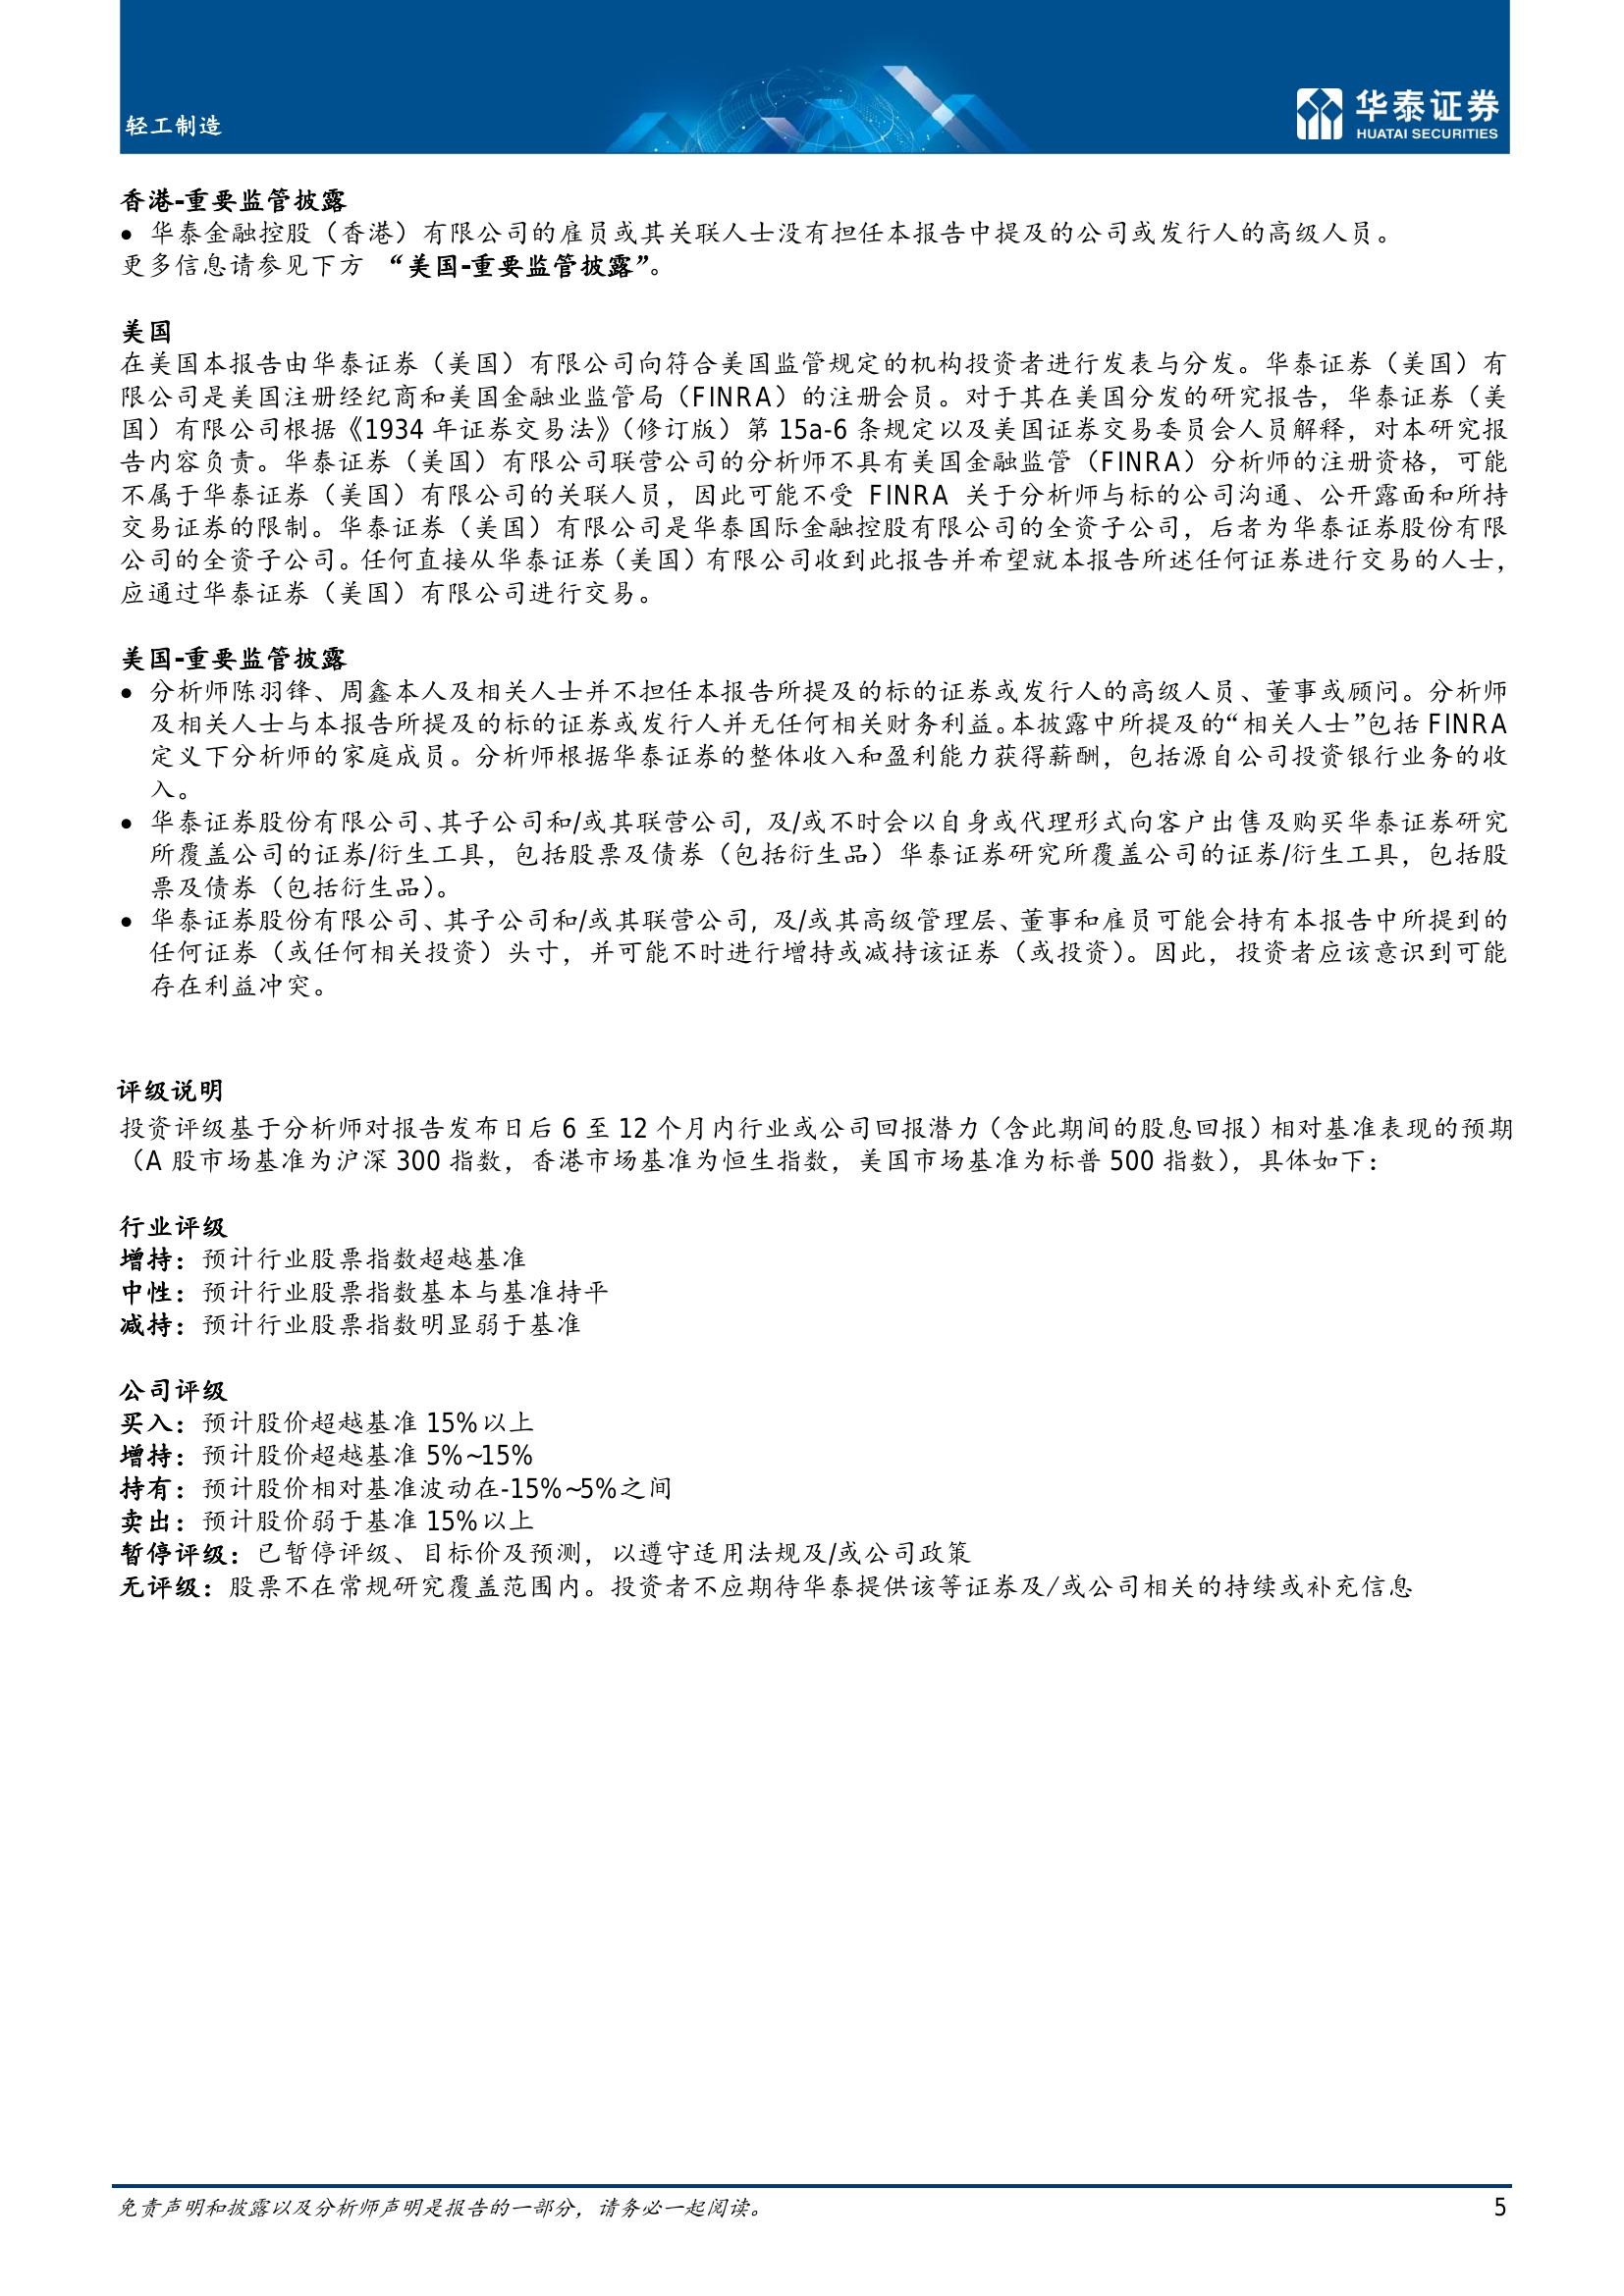 轻工制造
华泰证券
HUATAI SECURITIES
香港-重要监管披露
● 华泰金融控股（香港）有限公司的雇员或其关联人士没有担任本报告中提及的公司或发行人的高级人员。
更多信息请参见下方 “美国-重要监管披露”。
美国
在美国本报告由华泰证券（美国）有限公司向符合美国监管规定的机构投资者进行发表与分发。华泰证券（美国）有
限公司是美国注册经纪商和美国金融业监管局（FINRA）的注册会员。对于其在美国分发的研究报告，华泰证券（美
国）有限公司根据《1934 年证券交易法》（修订版）第 15a-6 条规定以及美国证券交易委员会人员解释，对本研究报
告内容负责。华泰证券（美国）有限公司联营公司的分析师不具有美国金融监管（FINRA）分析师的注册资格，可能
不属于华泰证券（美国）有限公司的关联人员，因此可能不受 FINRA 关于分析师与标的公司沟通、公开露面和所持
交易证券的限制。华泰证券（美国）有限公司是华泰国际金融控股有限公司的全资子公司，后者为华泰证券股份有限
公司的全资子公司。任何直接从华泰证券（美国）有限公司收到此报告并希望就本报告所述任何证券进行交易的人士，
应通过华泰证券（美国）有限公司进行交易。
美国-重要监管披露
● 分析师陈羽锋、周鑫本人及相关人士并不担任本报告所提及的标的证券或发行人的高级人员、董事或顾问。分析师
及相关人士与本报告所提及的标的证券或发行人并无任何相关财务利益。本披露中所提及的“相关人士”包括 FINRA
定义下分析师的家庭成员。分析师根据华泰证券的整体收入和盈利能力获得薪酬，包括源自公司投资银行业务的收
入。
● 华泰证券股份有限公司、其子公司和/或其联营公司, 及/或不时会以自身或代理形式向客户出售及购买华泰证券研究
所覆盖公司的证券/衍生工具，包括股票及债券（包括衍生品）华泰证券研究所覆盖公司的证券/衍生工具，包括股
票及债券（包括衍生品）。
● 华泰证券股份有限公司、其子公司和/或其联营公司, 及/或其高级管理层、董事和雇员可能会持有本报告中所提到的
任何证券（或任何相关投资）头寸，并可能不时进行增持或减持该证券（或投资）。因此，投资者应该意识到可能
存在利益冲突。
评级说明
投资评级基于分析师对报告发布日后 6 至 12 个月内行业或公司回报潜力（含此期间的股息回报）相对基准表现的预期
（A 股市场基准为沪深 300 指数，香港市场基准为恒生指数，美国市场基准为标普 500 指数），具体如下：
行业评级
增持：预计行业股票指数超越基准
中性：预计行业股票指数基本与基准持平
减持：预计行业股票指数明显弱于基准
公司评级
买入：预计股价超越基准 15%以上
增持：预计股价超越基准 5%~15%
持有：预计股价相对基准波动在-15%~5%之间
卖出：预计股价弱于基准 15%以上
暂停评级：已暂停评级、目标价及预测，以遵守适用法规及/或公司政策
无评级：股票不在常规研究覆盖范围内。投资者不应期待华泰提供该等证券及/或公司相关的持续或补充信息
免责声明和披露以及分析师声明是报告的一部分，请务必一起阅读。 5